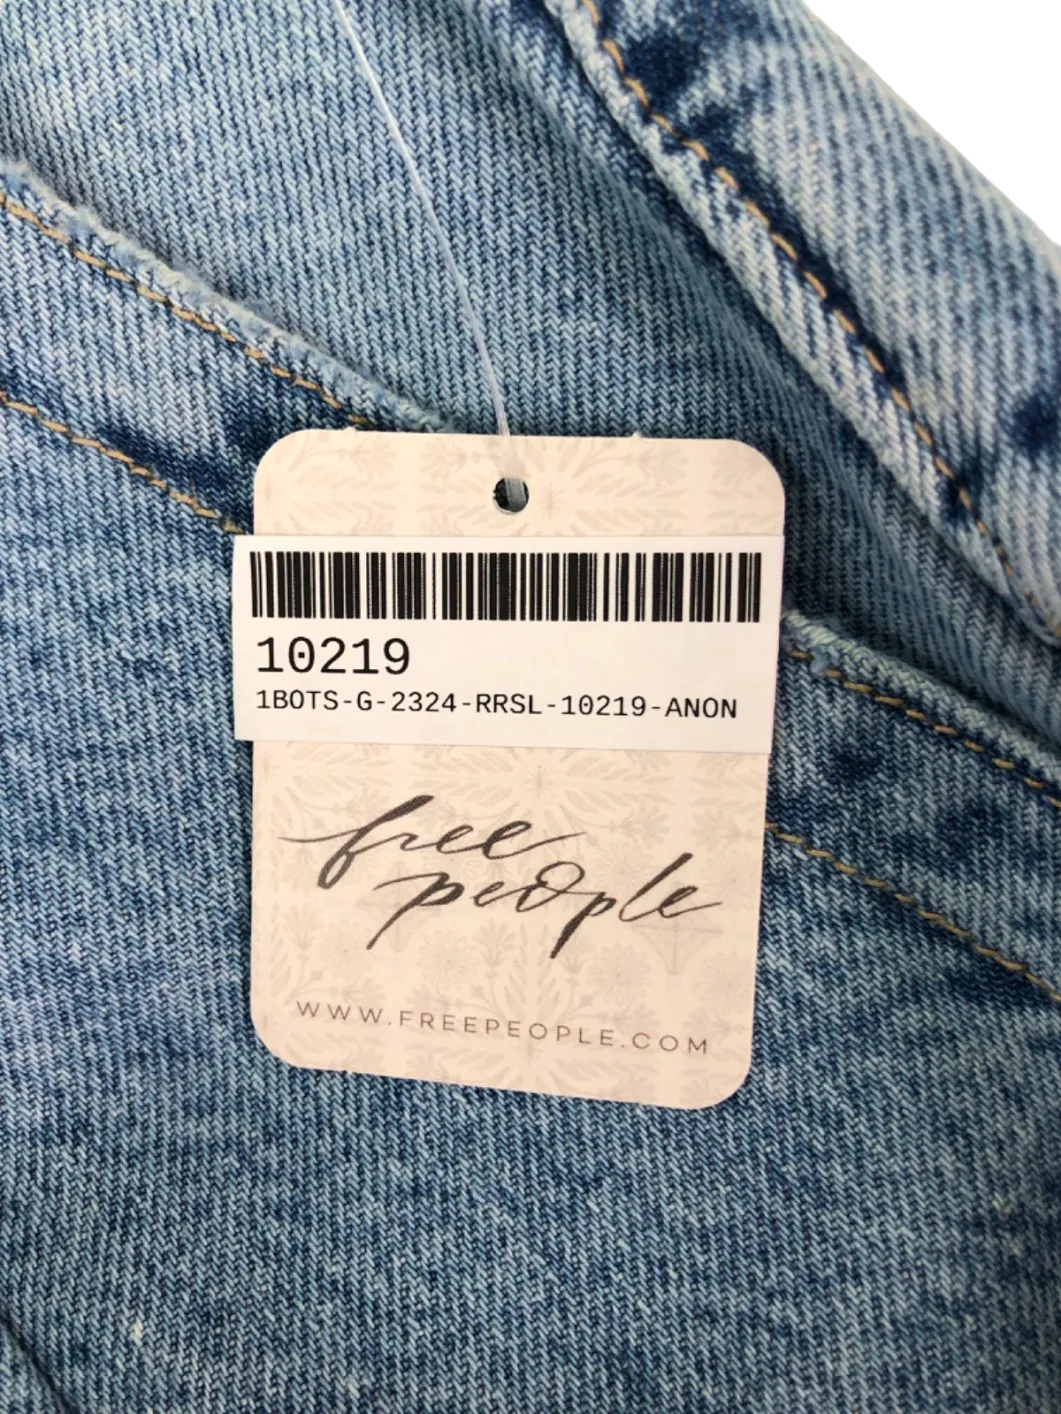 10219
1BOTS-G-2324-RRSL-10219-ANON
free
people
WWW.FREEPEOPLE.COM